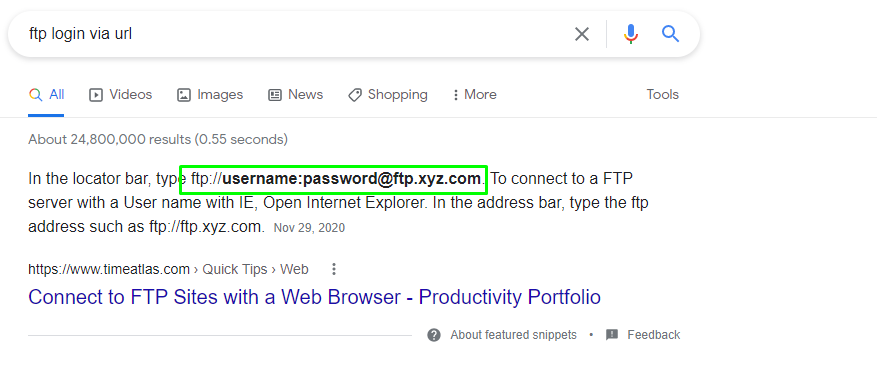 ftp login via url
All Videos Images News Shopping More Tools
About 24,800,000 results (0.55 seconds)
In the locator bar, type ftp://username:password@ftp.xyz.com. To connect to a FTP
server with a User name with IE, Open Internet Explorer. In the address bar, type the ftp
address such as ftp://ftp.xyz.com. Nov 29, 2020
https://www.timeatlas.com › Quick Tips › Web
Connect to FTP Sites with a Web Browser - Productivity Portfolio
About featured snippets • Feedback